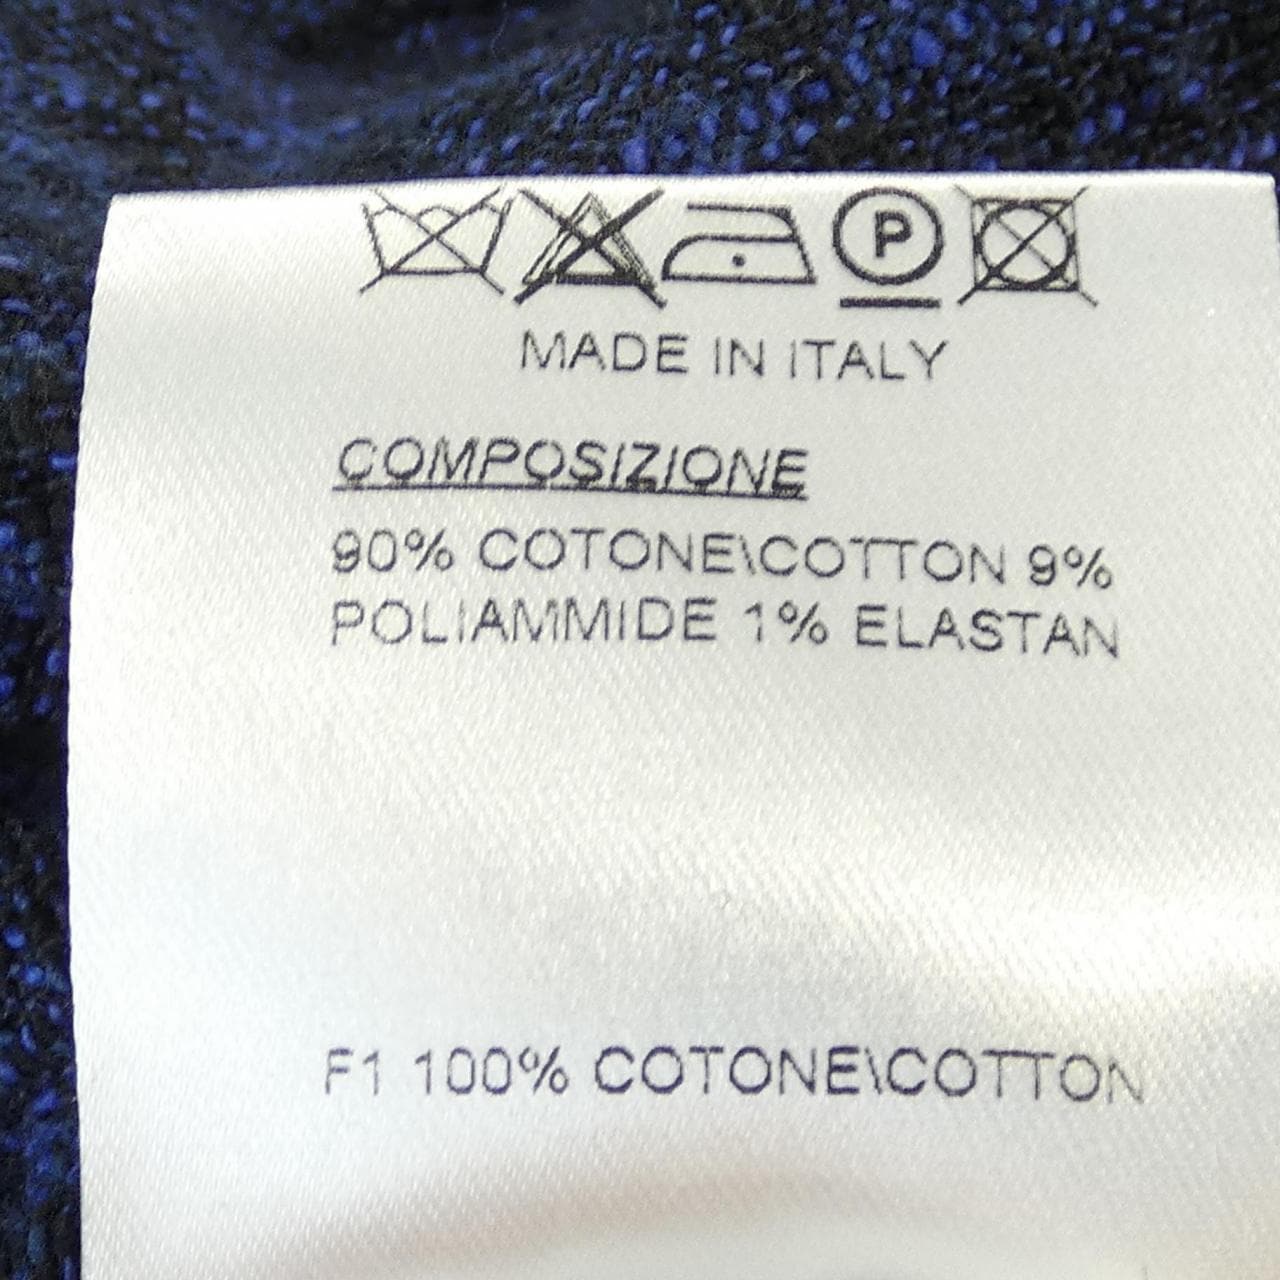 P
MADE IN ITALY
COMPOSIZIONE
90% COTONE\COTTON 9%
POLIAMMIDE 1% ELASTAN
F1 100% COTONE\COTTON